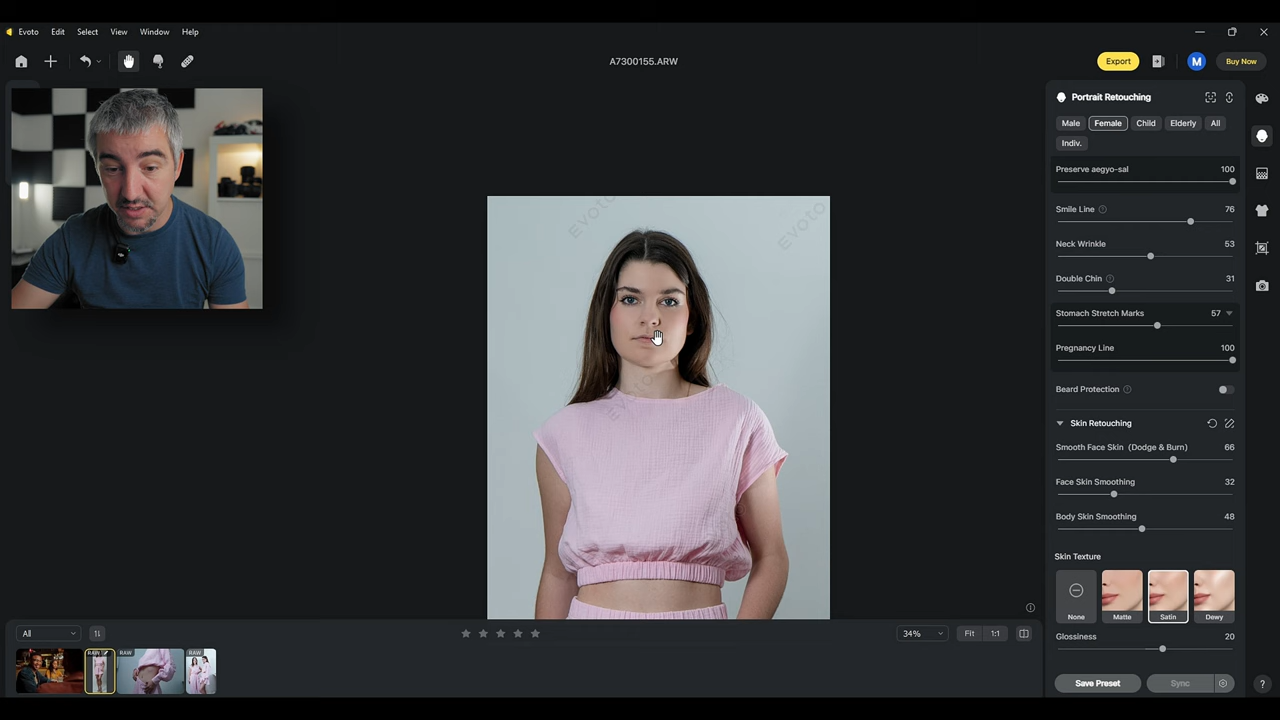 Evoto Edit Select View Window Help
A7300155.ARW
Export
M
Buy Now
Portrait Retouching
Male Female Child Elderly All
Indiv.
Preserve aegyo-sal 100
Smile Line 76
Neck Wrinkle 53
Double Chin 31
Stomach Stretch Marks 57
Pregnancy Line 100
Beard Protection
Skin Retouching
Smooth Face Skin (Dodge & Burn) 66
Face Skin Smoothing 32
Body Skin Smoothing 48
Skin Texture
None Matte Satin Dewy
Glossiness 20
Save Preset Sync
Evoto
Evoto
Evoto
All
34% Fit 1:1
RAW RAW RAW